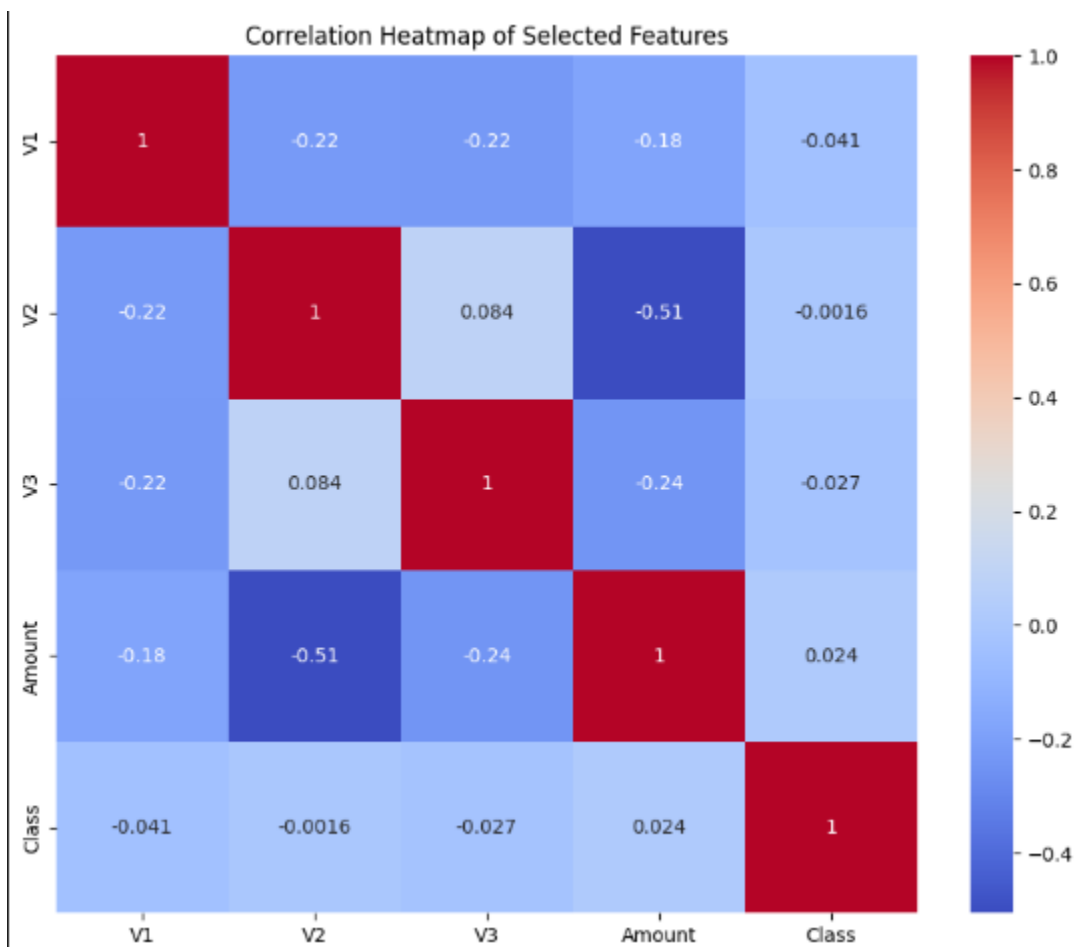 Correlation Heatmap of Selected Features
V1 1 -0.22 -0.22 -0.18 -0.041
V2 -0.22 1 0.084 -0.51 -0.0016
V3 -0.22 0.084 1 -0.24 -0.027
Amount -0.18 -0.51 -0.24 1 0.024
Class -0.041 -0.0016 -0.027 0.024 1
V1 V2 V3 Amount Class
1.0
0.8
0.6
0.4
0.2
0.0
−0.2
−0.4